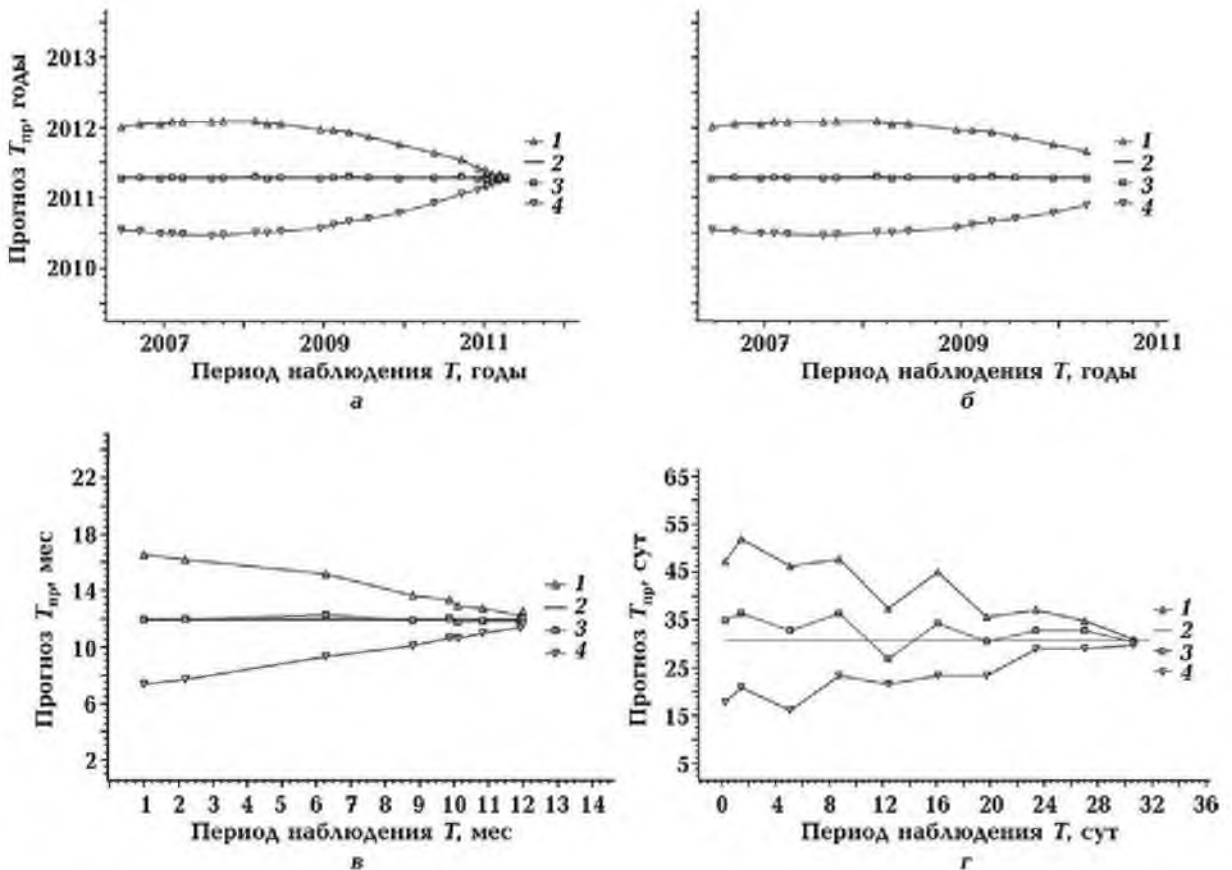 Прогноз Tпр, годы
2013
2012
2011
2010
1
2
3
4
2007 2009 2011
Период наблюдения T, годы
а
1
2
3
4
2007 2009 2011
Период наблюдения T, годы
б
Прогноз Tпр, мес
22
18
14
10
6
2
1
2
3
4
1 2 3 4 5 6 7 8 9 10 11 12 13 14
Период наблюдения T, мес
в
Прогноз Tпр, сут
65
55
45
35
25
15
5
1
2
3
4
0 4 8 12 16 20 24 28 32 36
Период наблюдения T, сут
г